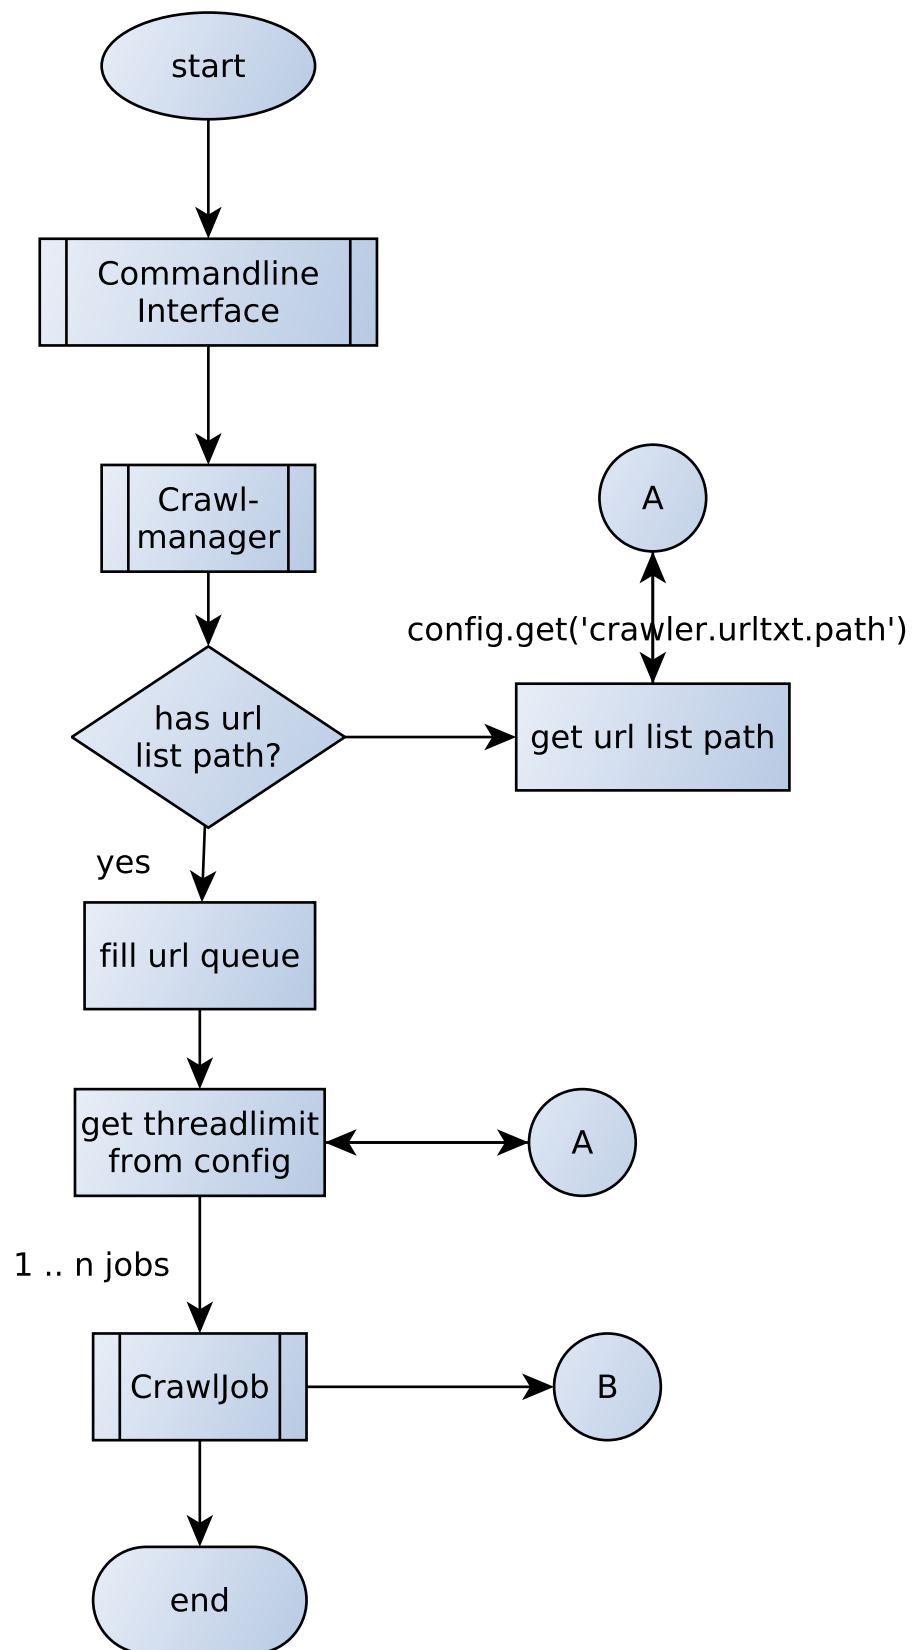 start
Commandline
Interface
Crawl-
manager
A
config.get('crawler.urltxt.path')
has url
list path?
get url list path
yes
fill url queue
get threadlimit
from config
A
1 .. n jobs
CrawlJob
B
end